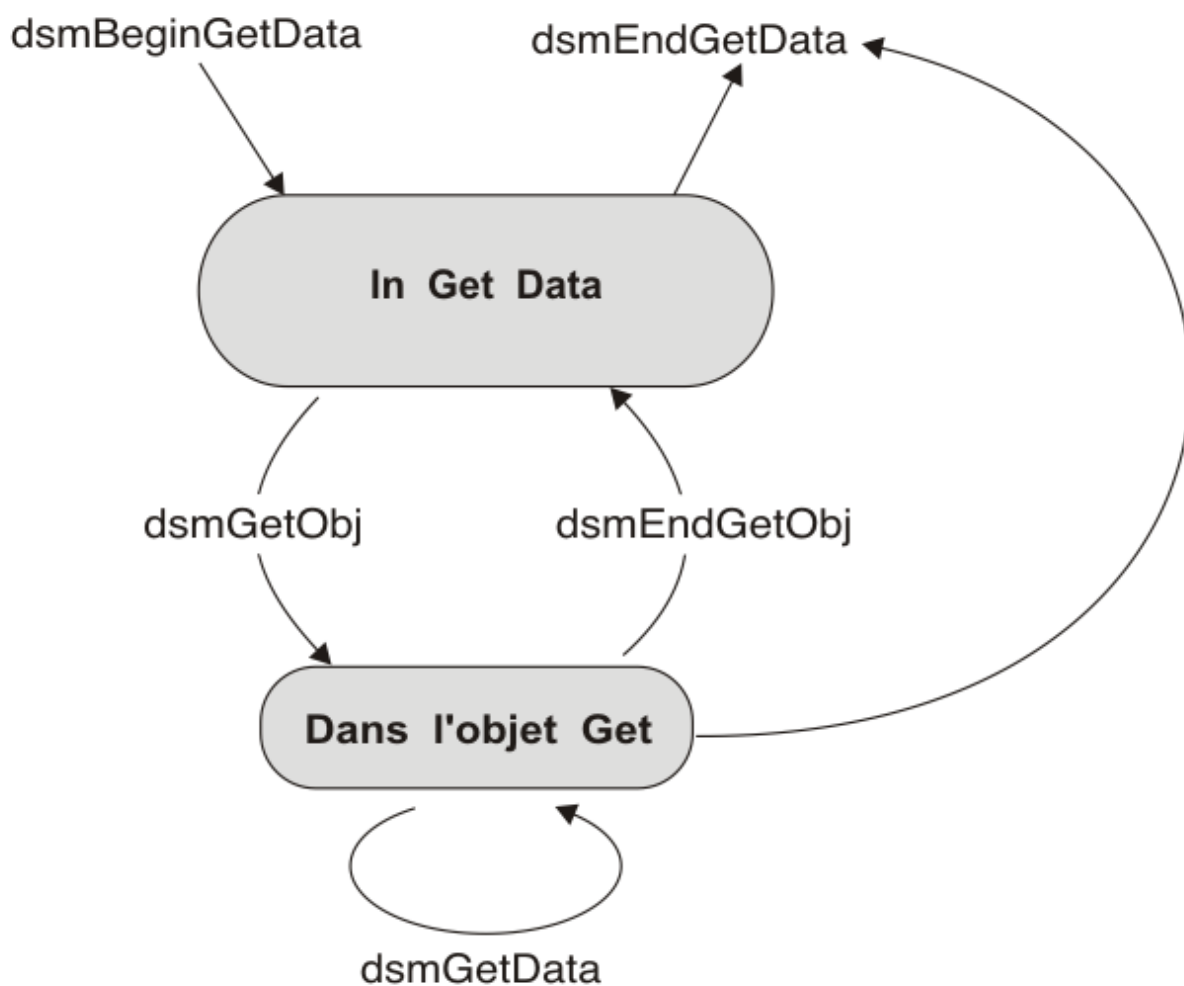 dsmBeginGetData
dsmEndGetData
In Get Data
dsmGetObj
dsmEndGetObj
Dans l'objet Get
dsmGetData